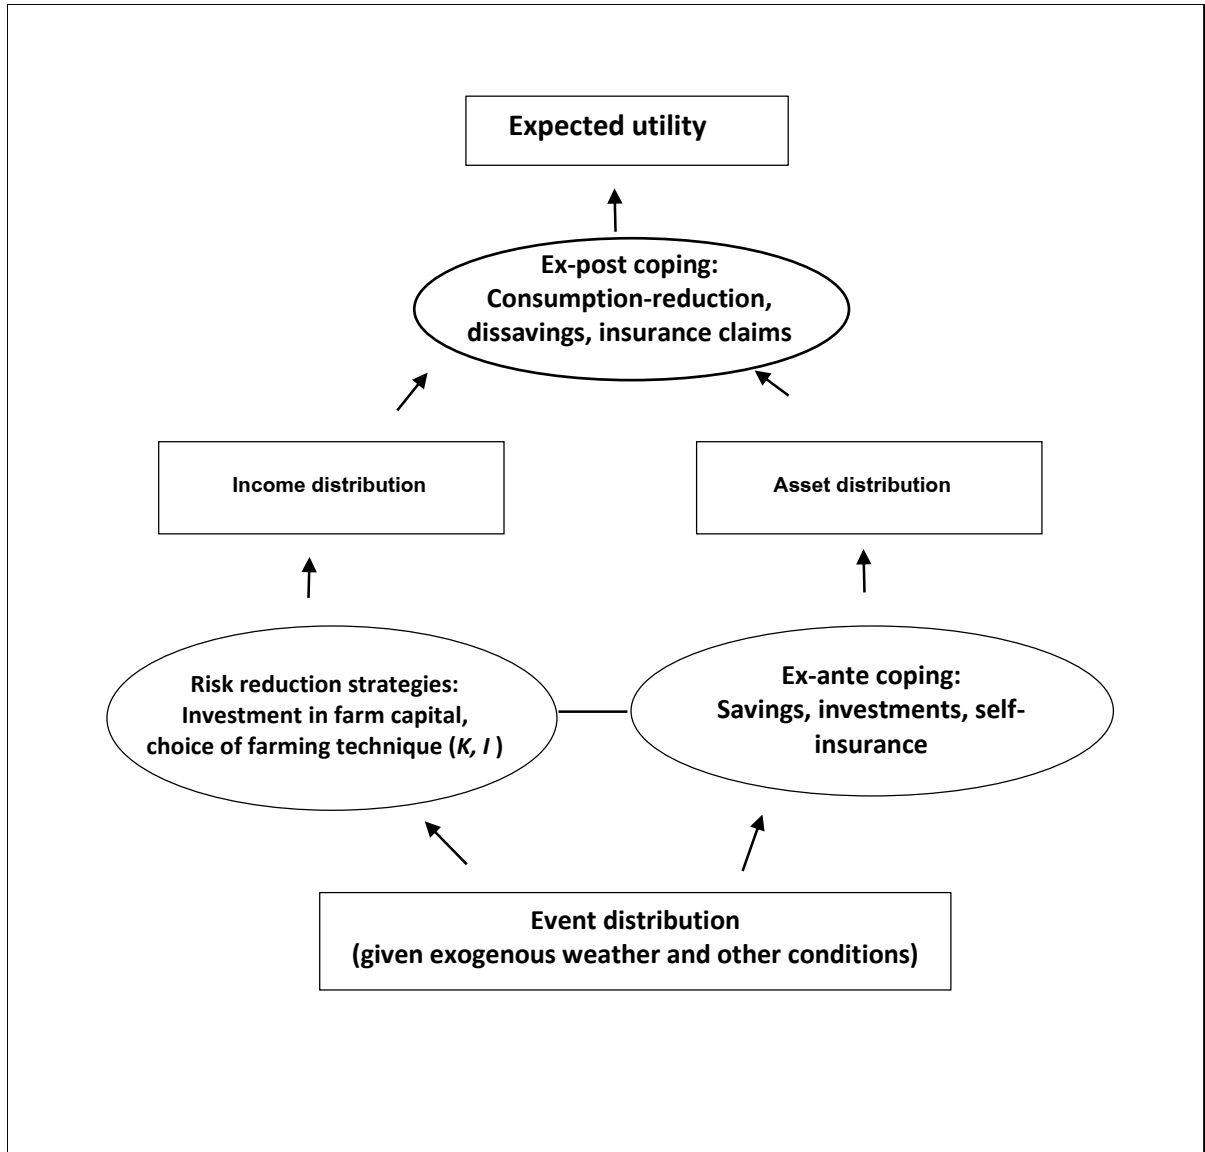 Expected utility
Ex-post coping:
Consumption-reduction,
dissavings, insurance claims
Income distribution
Asset distribution
Risk reduction strategies:
Investment in farm capital,
choice of farming technique (K, I )
Ex-ante coping:
Savings, investments, self-
insurance
Event distribution
(given exogenous weather and other conditions)